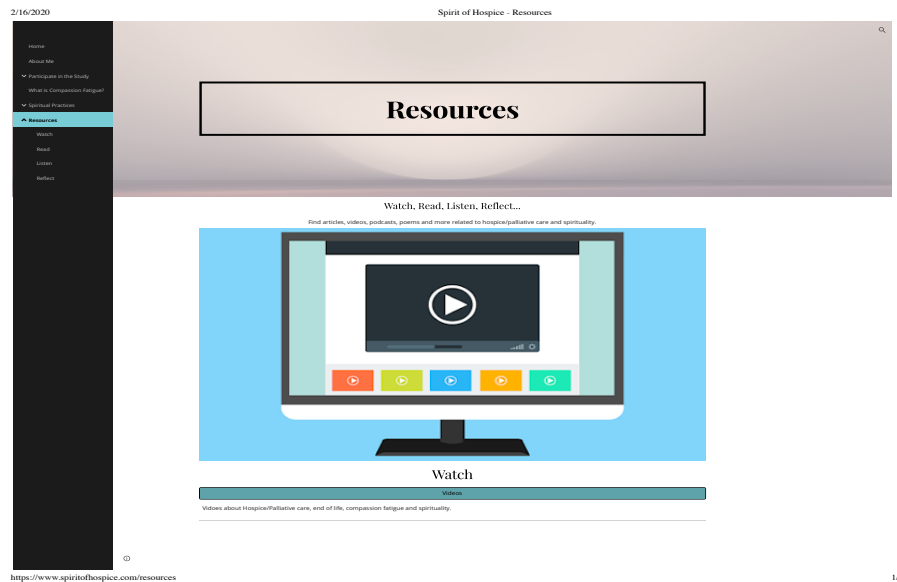 2/16/2020
Spirit of Hospice - Resources
Home
About Me
Participate in the Study
What is Compassion Fatigue?
Spiritual Practices
Resources
Watch
Read
Listen
Reflect
Resources
Watch, Read, Listen, Reflect...
Find articles, videos, podcasts, poems and more related to hospice/palliative care and spirituality.
Watch
Videos
Vidoes about Hospice/Palliative care, end of life, compassion fatigue and spirituality.
https://www.spiritofhospice.com/resources
1/